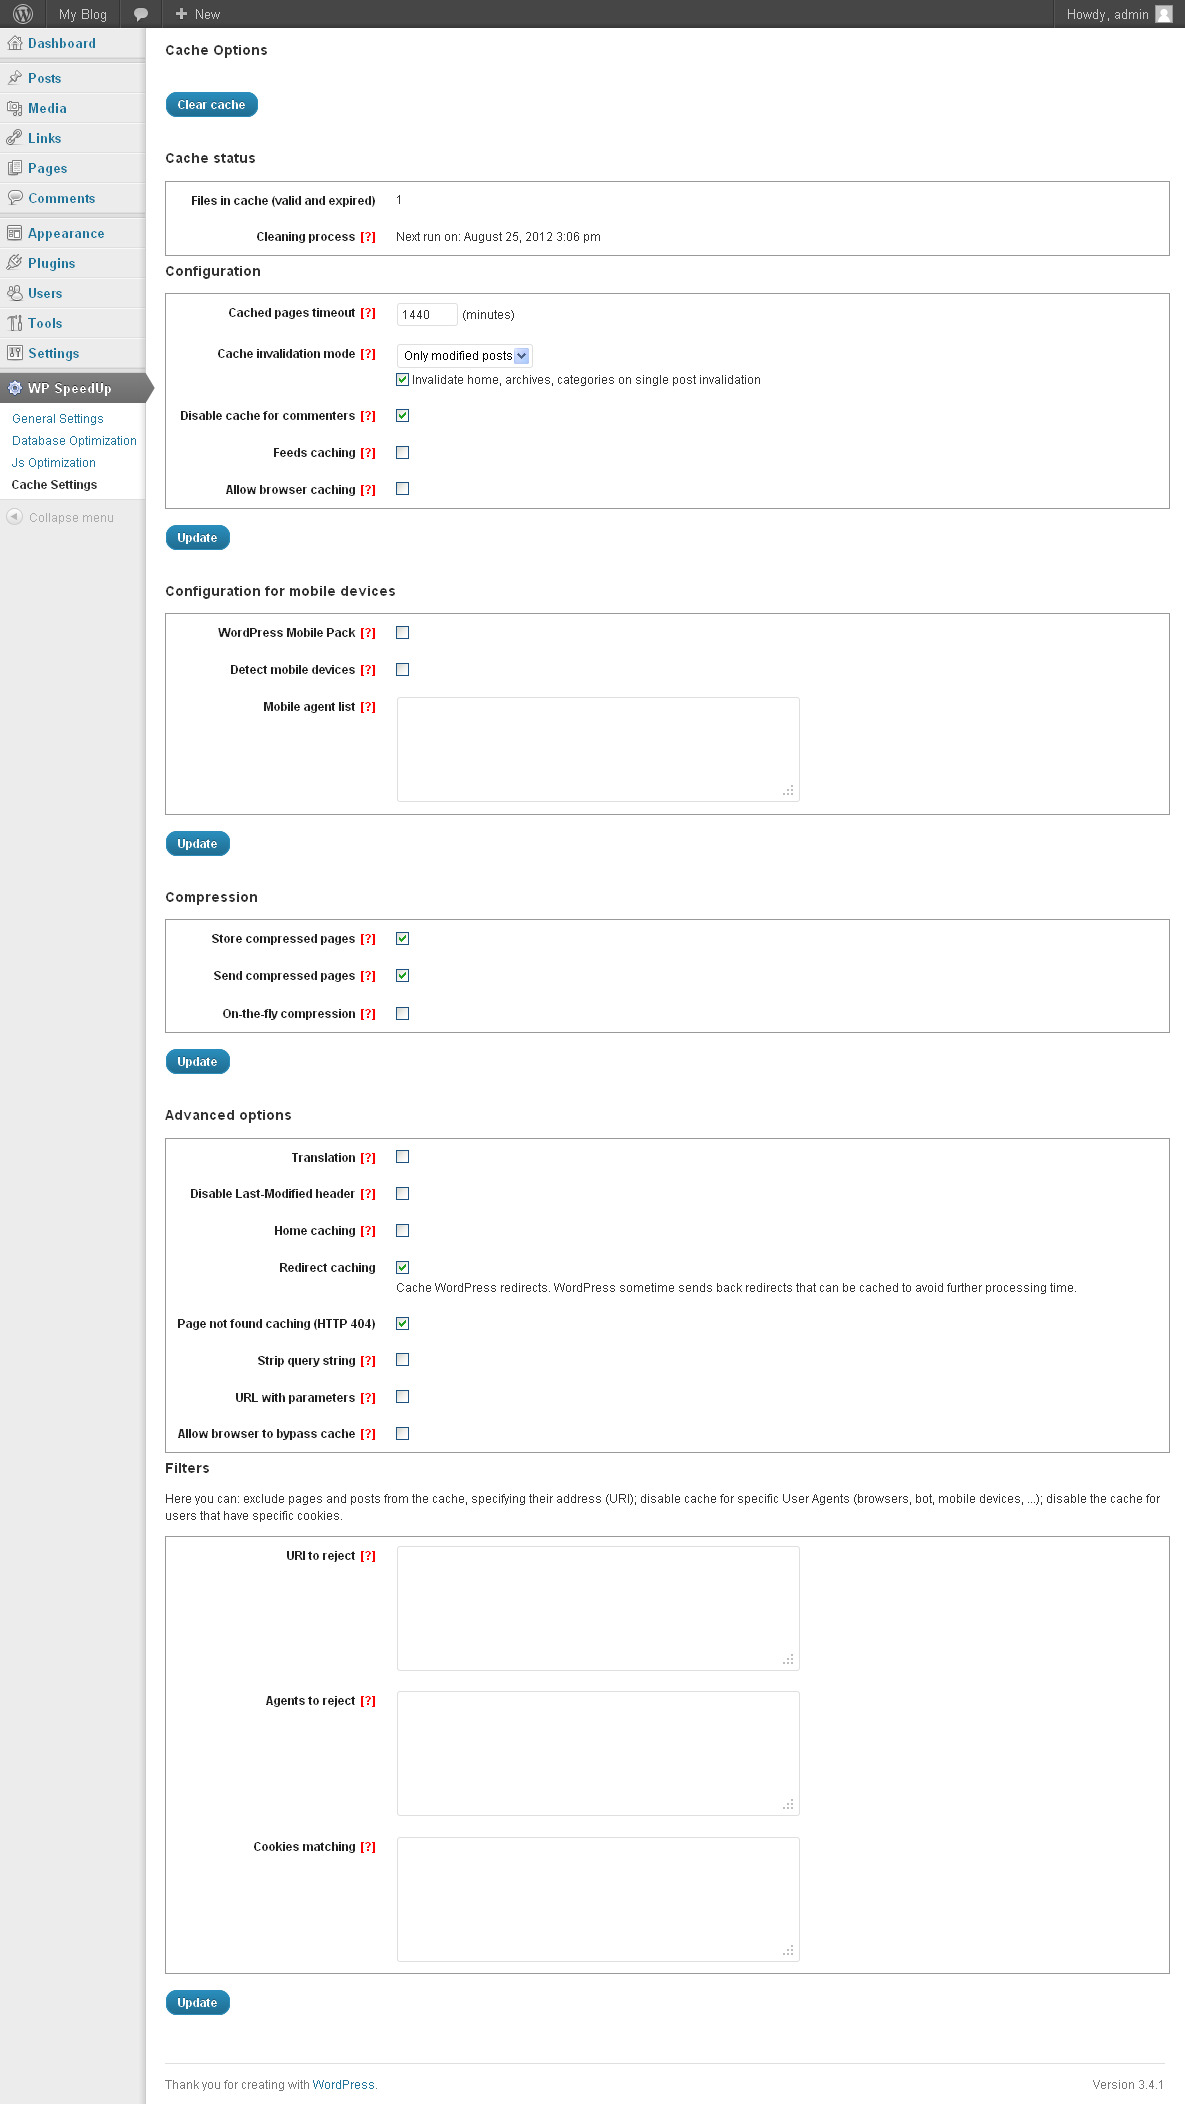 My Blog
New
Howdy, admin
Dashboard
Posts
Media
Links
Pages
Comments
Appearance
Plugins
Users
Tools
Settings
WP SpeedUp
General Settings
Database Optimization
Js Optimization
Cache Settings
Collapse menu
Cache Options
Clear cache
Cache status
Files in cache (valid and expired) 1
Cleaning process [?] Next run on: August 25, 2012 3:06 pm
Configuration
Cached pages timeout [?] 1440 (minutes)
Cache invalidation mode [?] Only modified posts
Invalidate home, archives, categories on single post invalidation
Disable cache for commenters [?]
Feeds caching [?]
Allow browser caching [?]
Update
Configuration for mobile devices
WordPress Mobile Pack [?]
Detect mobile devices [?]
Mobile agent list [?]
Update
Compression
Store compressed pages [?]
Send compressed pages [?]
On-the-fly compression [?]
Update
Advanced options
Translation [?]
Disable Last-Modified header [?]
Home caching [?]
Redirect caching
Cache WordPress redirects. WordPress sometime sends back redirects that can be cached to avoid further processing time.
Page not found caching (HTTP 404)
Strip query string [?]
URL with parameters [?]
Allow browser to bypass cache [?]
Filters
Here you can: exclude pages and posts from the cache, specifying their address (URI); disable cache for specific User Agents (browsers, bot, mobile devices, ...); disable the cache for
users that have specific cookies.
URI to reject [?]
Agents to reject [?]
Cookies matching [?]
Update
Thank you for creating with WordPress.
Version 3.4.1